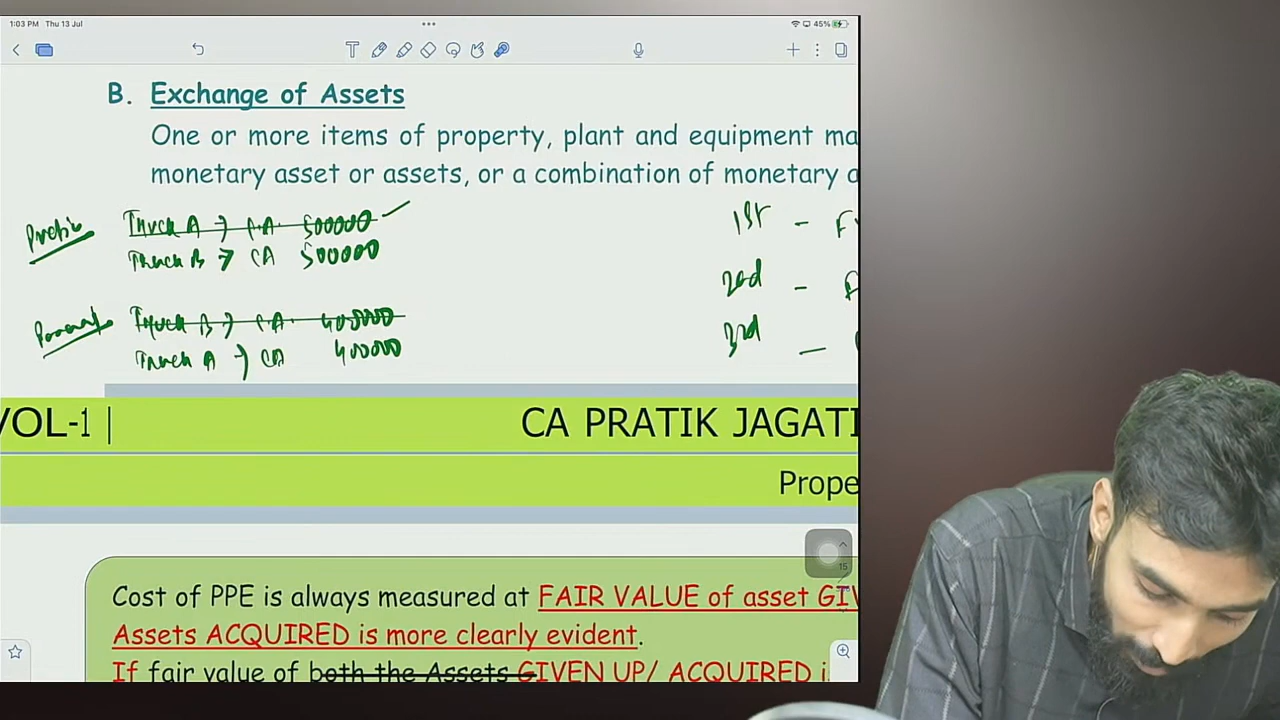 1:03 PM Thu 13 Jul
45%
B. Exchange of Assets
One or more items of property, plant and equipment ma
monetary asset or assets, or a combination of monetary a
Truck A → CA 500000
Truck B → CA 500000
Truck B → CA 400000
Truck A → CA 400000
1st - F
2nd - F
3rd -
VOL-1 |
CA PRATIK JAGATI
Prope
15
Cost of PPE is always measured at FAIR VALUE of asset GIV
Assets ACQUIRED is more clearly evident.
If fair value of both the Assets GIVEN UP/ ACQUIRED i